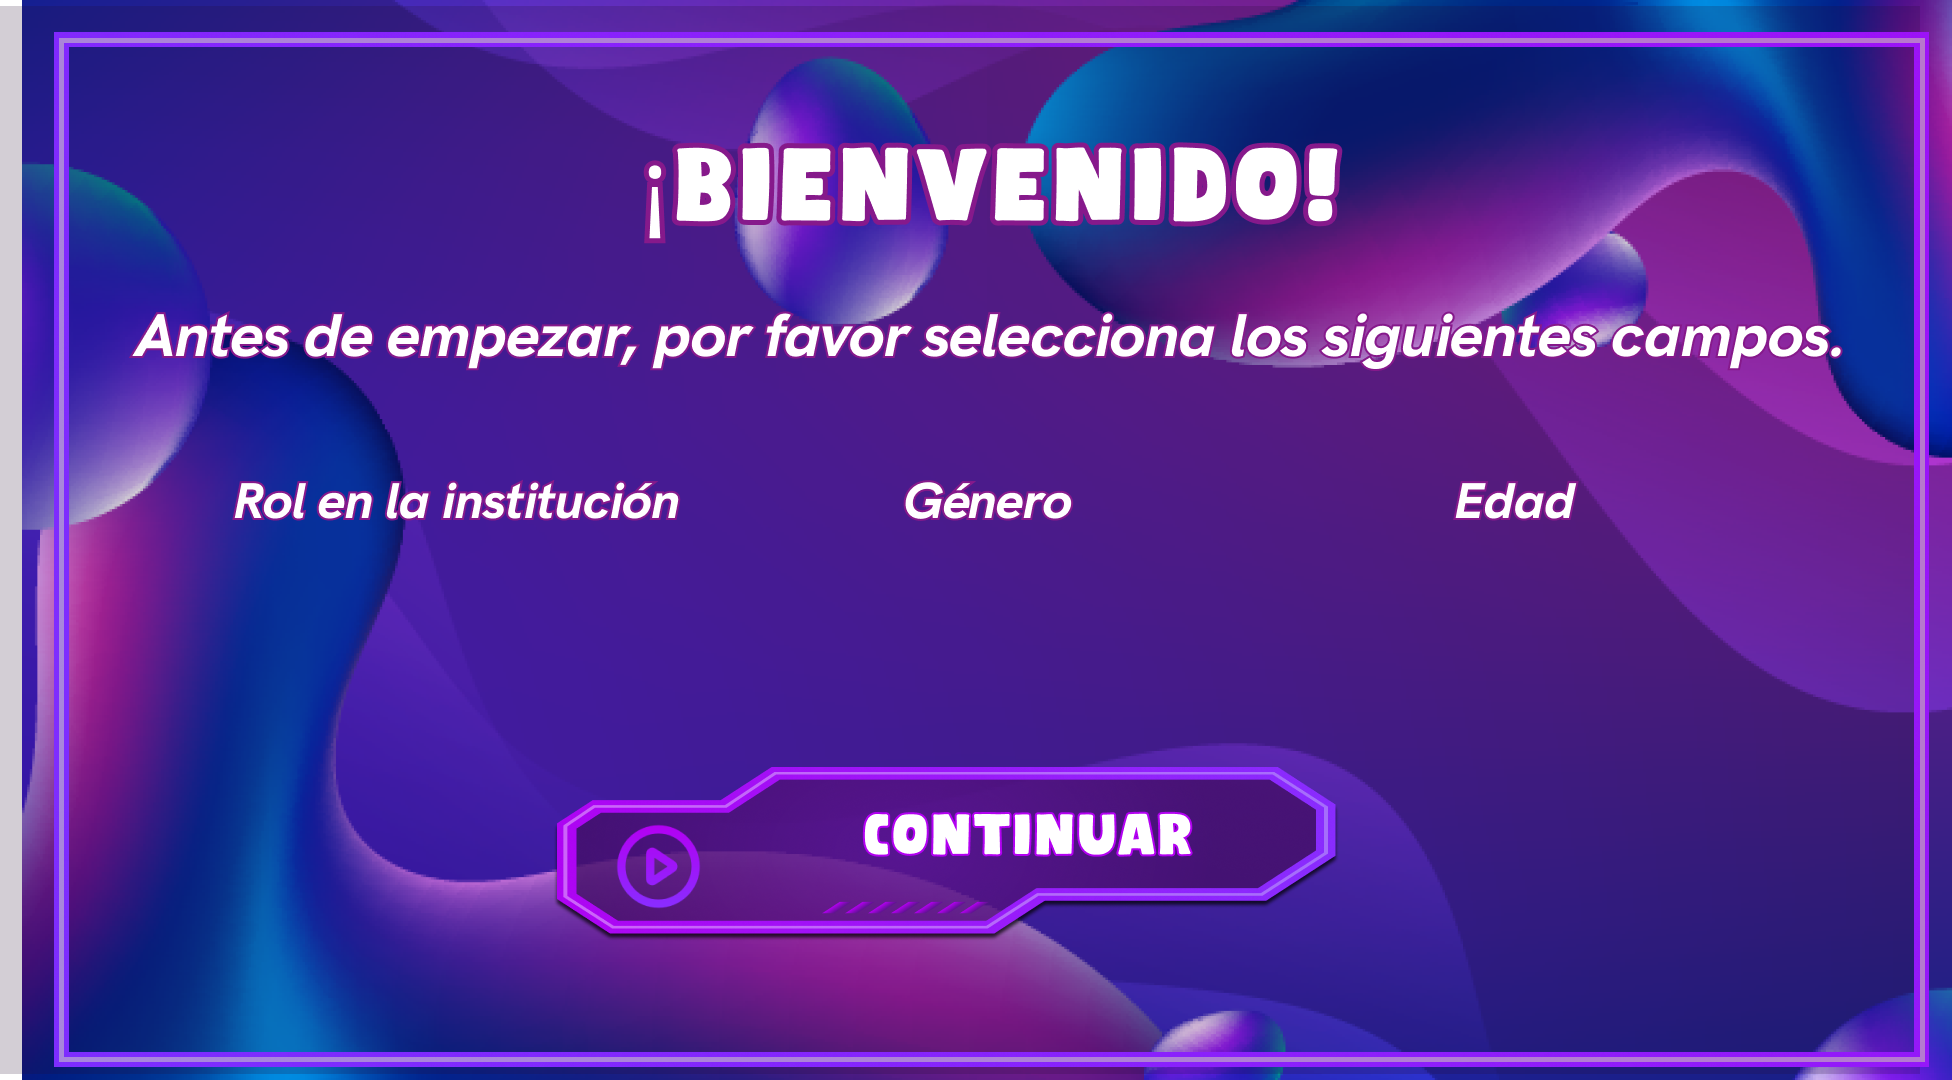 ¡BIENVENIDO!
Antes de empezar, por favor selecciona los siguientes campos.
Rol en la institución
Género
Edad
CONTINUAR